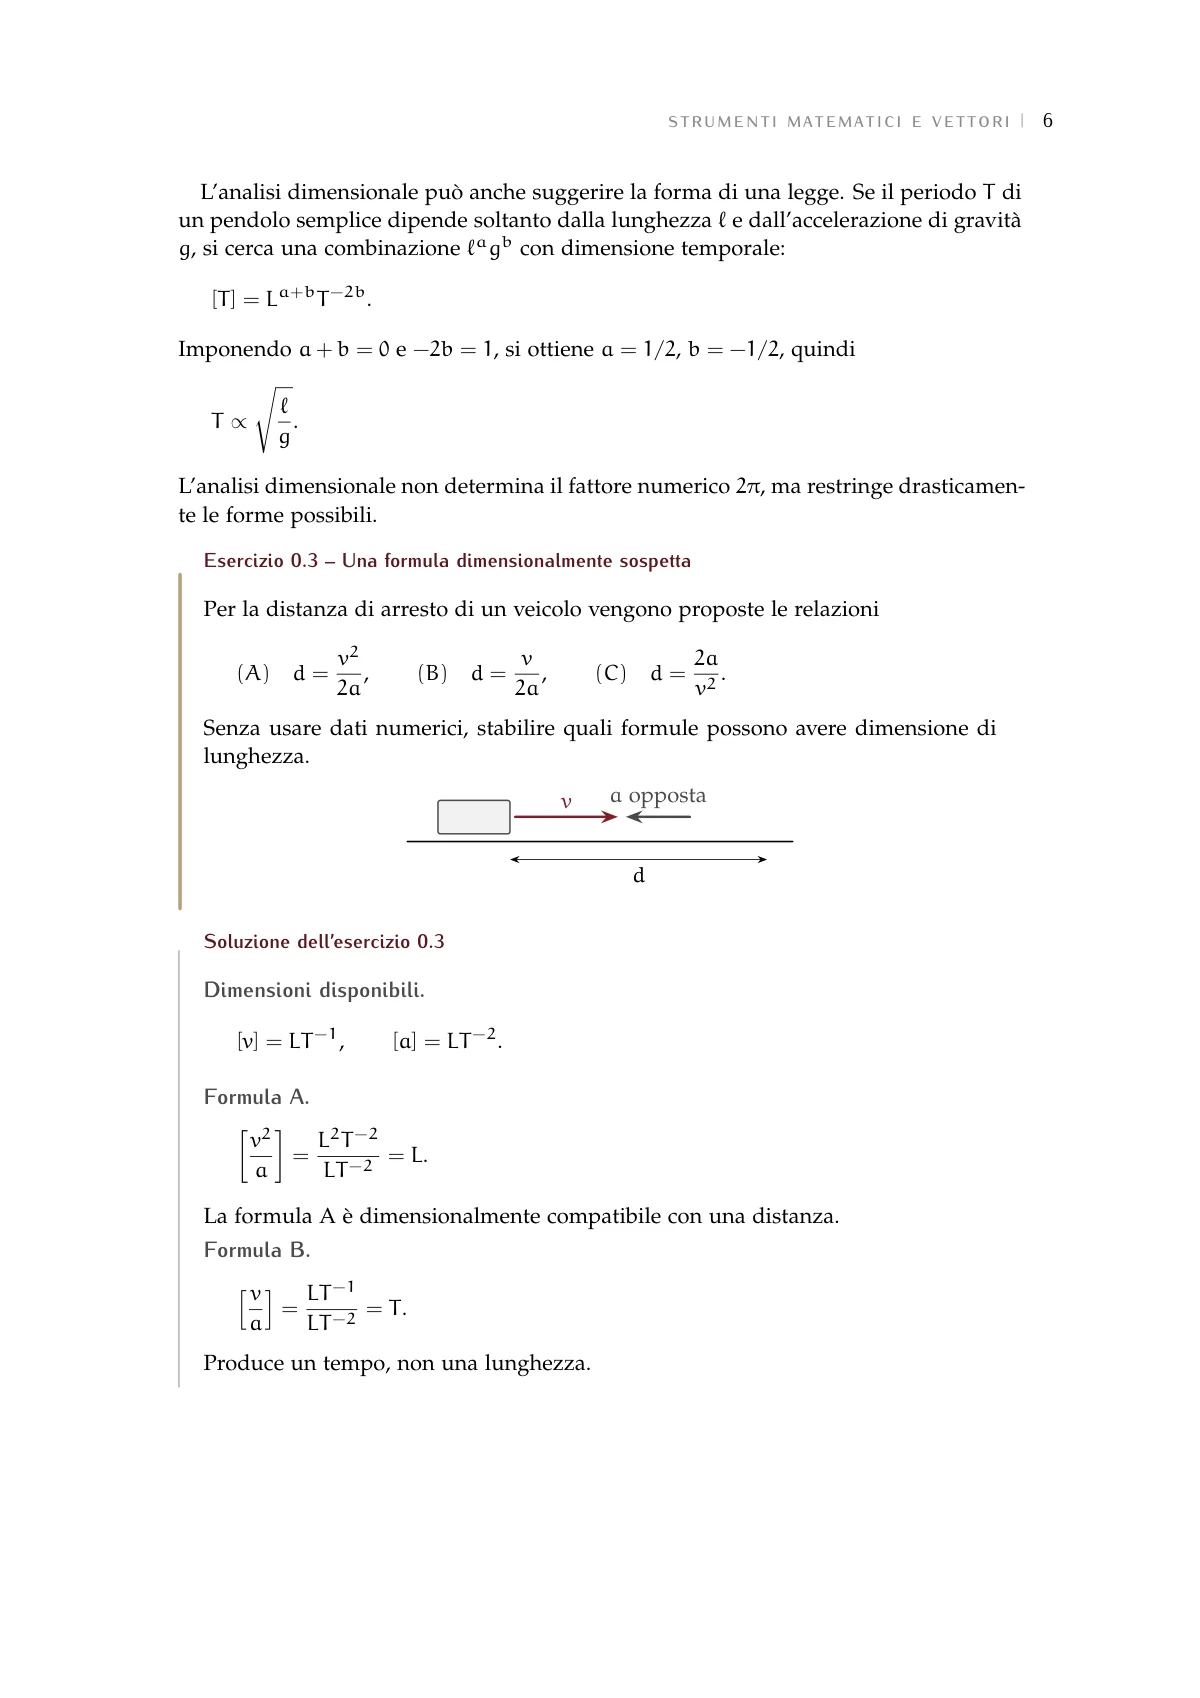 STRUMENTI MATEMATICI E VETTORI | 6
L'analisi dimensionale può anche suggerire la forma di una legge. Se il periodo T di
un pendolo semplice dipende soltanto dalla lunghezza ℓ e dall'accelerazione di gravità
g, si cerca una combinazione ℓ^a g^b con dimensione temporale:
[T] = L^{a+b} T^{−2b}.
Imponendo a + b = 0 e −2b = 1, si ottiene a = 1/2, b = −1/2, quindi
T ∝ √(ℓ/g).
L'analisi dimensionale non determina il fattore numerico 2π, ma restringe drasticamen-
te le forme possibili.
Esercizio 0.3 – Una formula dimensionalmente sospetta
Per la distanza di arresto di un veicolo vengono proposte le relazioni
(A) d = v²/2a, (B) d = v/2a, (C) d = 2a/v².
Senza usare dati numerici, stabilire quali formule possono avere dimensione di
lunghezza.
v a opposta
d
Soluzione dell'esercizio 0.3
Dimensioni disponibili.
[v] = LT^{−1}, [a] = LT^{−2}.
Formula A.
[v²/a] = L²T^{−2}/LT^{−2} = L.
La formula A è dimensionalmente compatibile con una distanza.
Formula B.
[v/a] = LT^{−1}/LT^{−2} = T.
Produce un tempo, non una lunghezza.